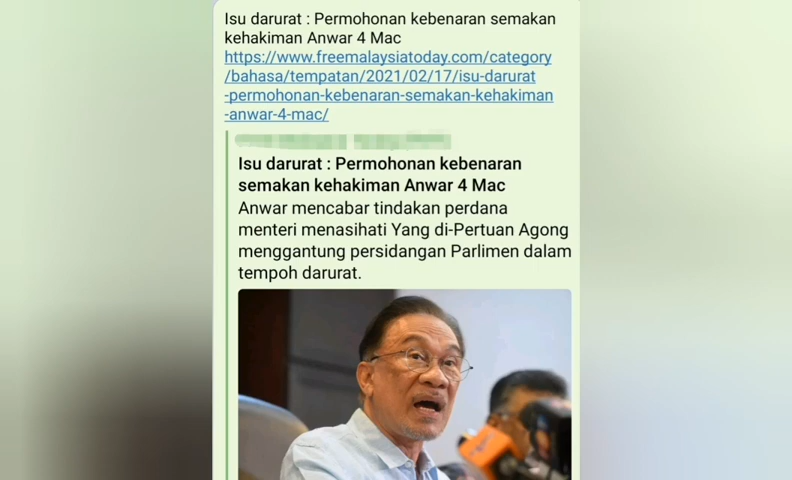 Isu darurat : Permohonan kebenaran semakan
kehakiman Anwar 4 Mac
https://www.freemalaysiatoday.com/category
/bahasa/tempatan/2021/02/17/isu-darurat
-permohonan-kebenaran-semakan-kehakiman
-anwar-4-mac/
Isu darurat : Permohonan kebenaran
semakan kehakiman Anwar 4 Mac
Anwar mencabar tindakan perdana
menteri menasihati Yang di-Pertuan Agong
menggantung persidangan Parlimen dalam
tempoh darurat.